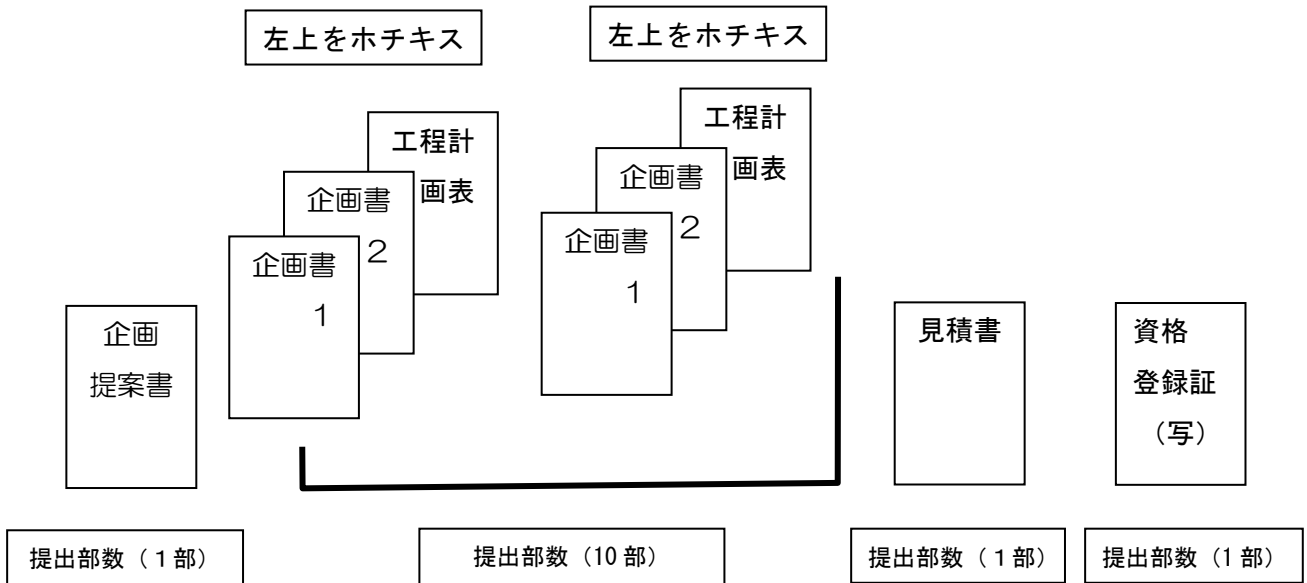 左上をホチキス
左上をホチキス
工程計
画表
企画書
2
企画書
1
工程計
画表
企画書
2
企画書
1
企画
提案書
見積書
資格
登録証
（写）
提出部数（１部）
提出部数（10 部）
提出部数（１部）
提出部数（1 部）